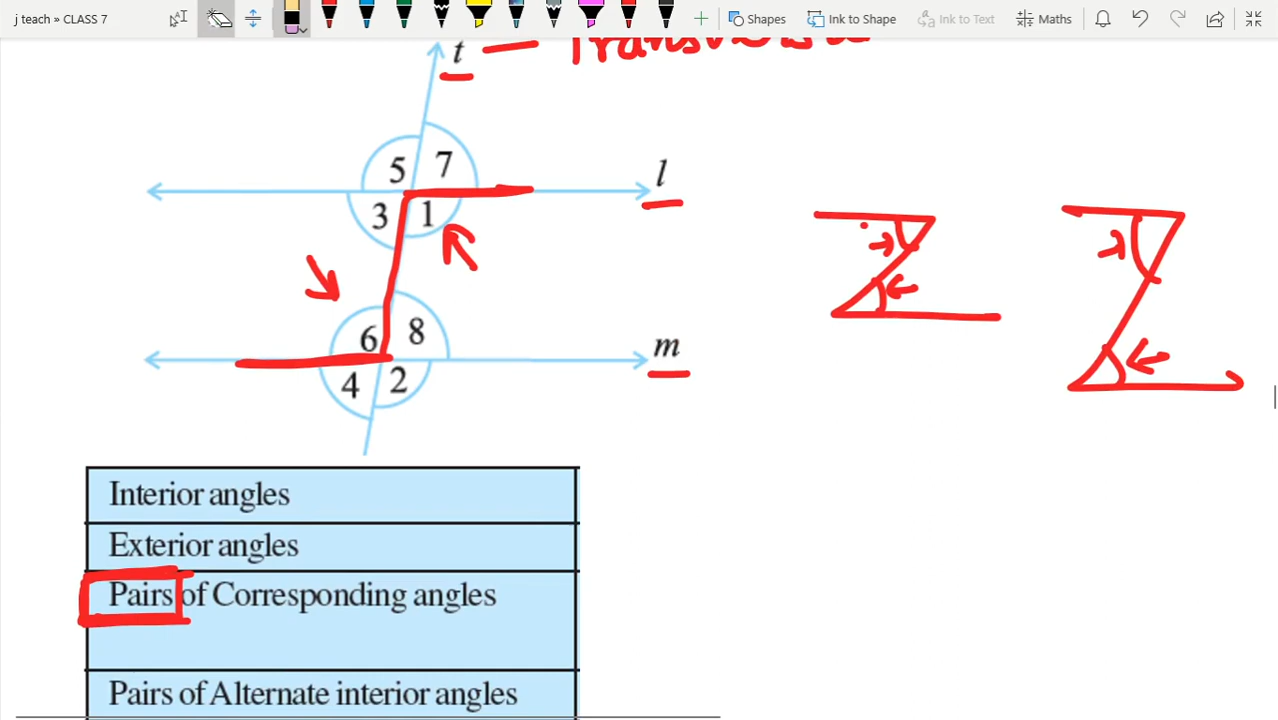 j teach » CLASS 7
Shapes
Ink to Shape
Ink to Text
Maths
t
5 7
l
3 1
6 8
m
4 2
Interior angles
Exterior angles
Pairs of Corresponding angles
Pairs of Alternate interior angles